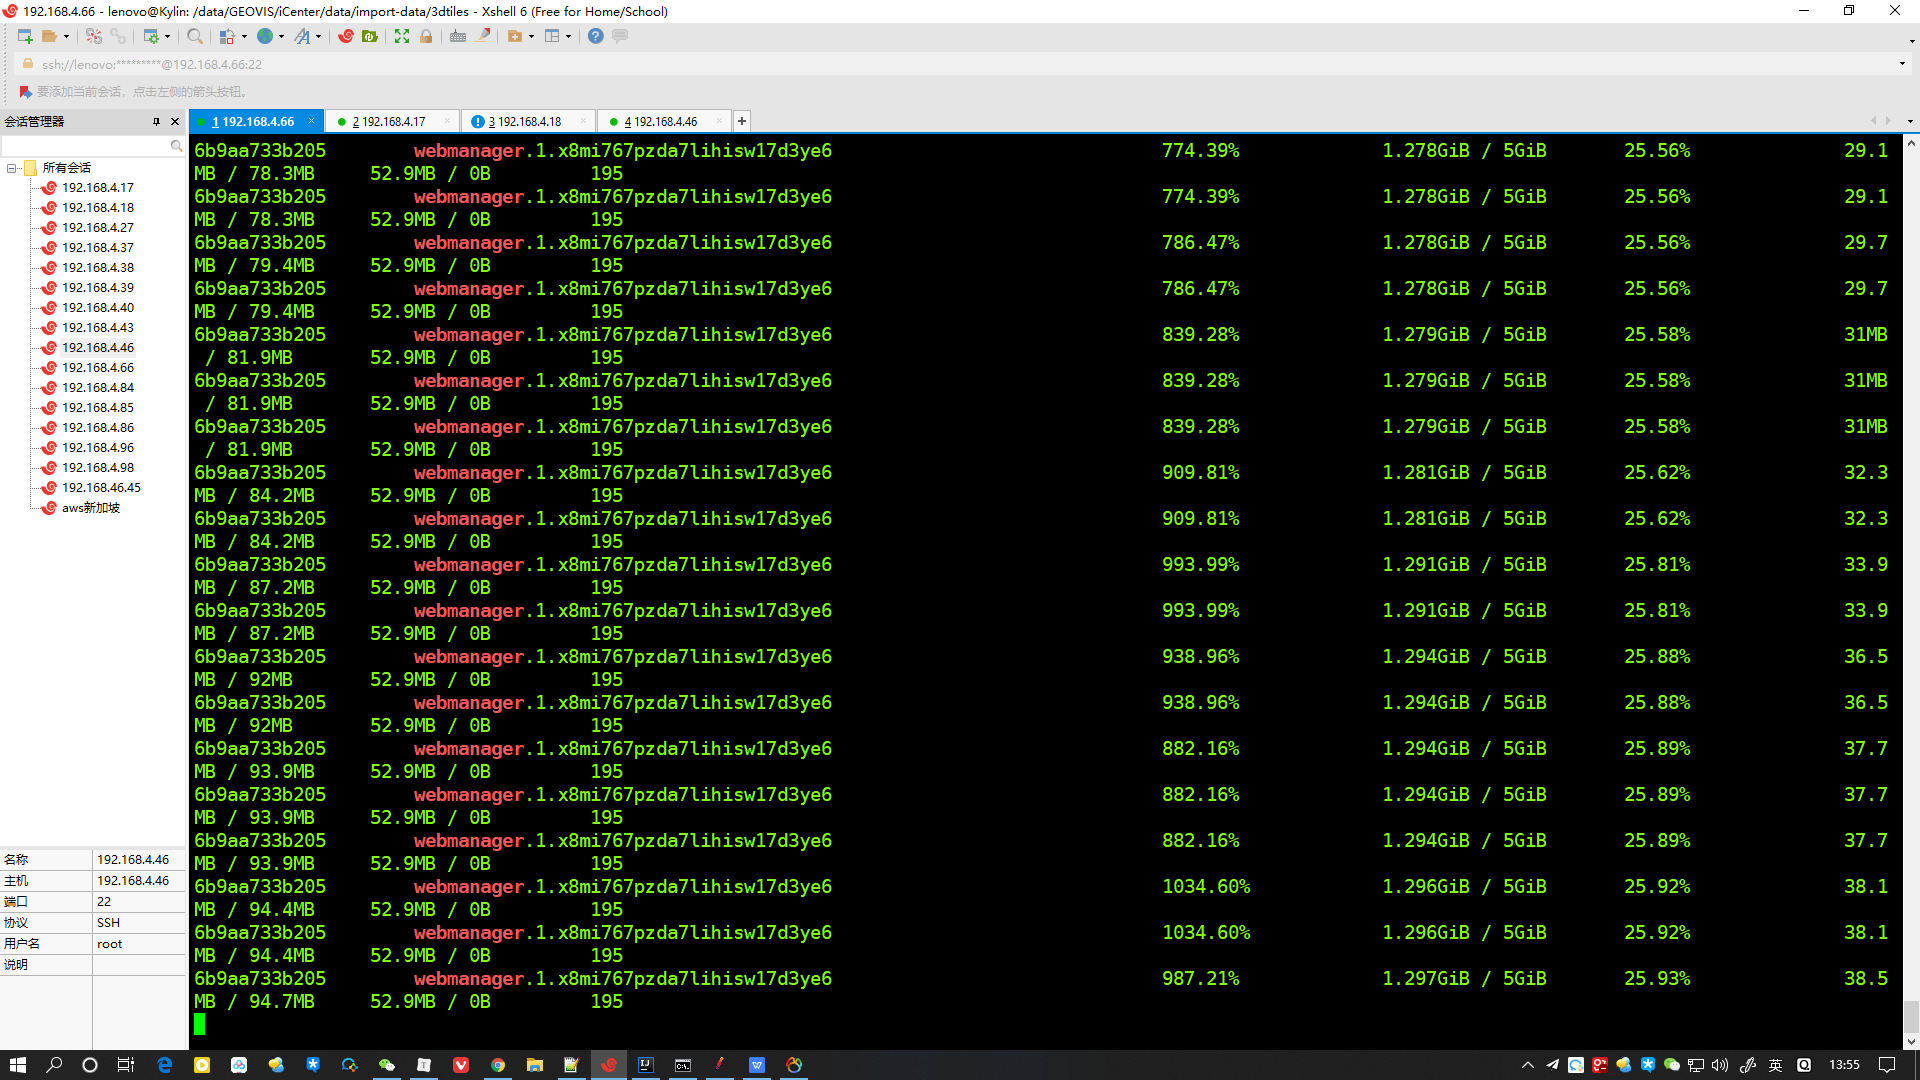 192.168.4.66 - lenovo@Kylin: /data/GEOVIS/iCenter/data/import-data/3dtiles - Xshell 6 (Free for Home/School)
ssh://lenovo:*********@192.168.4.66:22
要添加当前会话，点击左侧的箭头按钮。
会话管理器
1 192.168.4.66
2 192.168.4.17
3 192.168.4.18
4 192.168.4.46
所有会话
192.168.4.17
192.168.4.18
192.168.4.27
192.168.4.37
192.168.4.38
192.168.4.39
192.168.4.40
192.168.4.43
192.168.4.46
192.168.4.66
192.168.4.84
192.168.4.85
192.168.4.86
192.168.4.96
192.168.4.98
192.168.46.45
aws新加坡
名称 192.168.4.46
主机 192.168.4.46
端口 22
协议 SSH
用户名 root
说明
6b9aa733b205 webmanager.1.x8mi767pzda7lihisw17d3ye6 774.39% 1.278GiB / 5GiB 25.56% 29.1
MB / 78.3MB 52.9MB / 0B 195
6b9aa733b205 webmanager.1.x8mi767pzda7lihisw17d3ye6 774.39% 1.278GiB / 5GiB 25.56% 29.1
MB / 78.3MB 52.9MB / 0B 195
6b9aa733b205 webmanager.1.x8mi767pzda7lihisw17d3ye6 786.47% 1.278GiB / 5GiB 25.56% 29.7
MB / 79.4MB 52.9MB / 0B 195
6b9aa733b205 webmanager.1.x8mi767pzda7lihisw17d3ye6 786.47% 1.278GiB / 5GiB 25.56% 29.7
MB / 79.4MB 52.9MB / 0B 195
6b9aa733b205 webmanager.1.x8mi767pzda7lihisw17d3ye6 839.28% 1.279GiB / 5GiB 25.58% 31MB
/ 81.9MB 52.9MB / 0B 195
6b9aa733b205 webmanager.1.x8mi767pzda7lihisw17d3ye6 839.28% 1.279GiB / 5GiB 25.58% 31MB
/ 81.9MB 52.9MB / 0B 195
6b9aa733b205 webmanager.1.x8mi767pzda7lihisw17d3ye6 839.28% 1.279GiB / 5GiB 25.58% 31MB
/ 81.9MB 52.9MB / 0B 195
6b9aa733b205 webmanager.1.x8mi767pzda7lihisw17d3ye6 909.81% 1.281GiB / 5GiB 25.62% 32.3
MB / 84.2MB 52.9MB / 0B 195
6b9aa733b205 webmanager.1.x8mi767pzda7lihisw17d3ye6 909.81% 1.281GiB / 5GiB 25.62% 32.3
MB / 84.2MB 52.9MB / 0B 195
6b9aa733b205 webmanager.1.x8mi767pzda7lihisw17d3ye6 993.99% 1.291GiB / 5GiB 25.81% 33.9
MB / 87.2MB 52.9MB / 0B 195
6b9aa733b205 webmanager.1.x8mi767pzda7lihisw17d3ye6 993.99% 1.291GiB / 5GiB 25.81% 33.9
MB / 87.2MB 52.9MB / 0B 195
6b9aa733b205 webmanager.1.x8mi767pzda7lihisw17d3ye6 938.96% 1.294GiB / 5GiB 25.88% 36.5
MB / 92MB 52.9MB / 0B 195
6b9aa733b205 webmanager.1.x8mi767pzda7lihisw17d3ye6 938.96% 1.294GiB / 5GiB 25.88% 36.5
MB / 92MB 52.9MB / 0B 195
6b9aa733b205 webmanager.1.x8mi767pzda7lihisw17d3ye6 882.16% 1.294GiB / 5GiB 25.89% 37.7
MB / 93.9MB 52.9MB / 0B 195
6b9aa733b205 webmanager.1.x8mi767pzda7lihisw17d3ye6 882.16% 1.294GiB / 5GiB 25.89% 37.7
MB / 93.9MB 52.9MB / 0B 195
6b9aa733b205 webmanager.1.x8mi767pzda7lihisw17d3ye6 882.16% 1.294GiB / 5GiB 25.89% 37.7
MB / 93.9MB 52.9MB / 0B 195
6b9aa733b205 webmanager.1.x8mi767pzda7lihisw17d3ye6 1034.60% 1.296GiB / 5GiB 25.92% 38.1
MB / 94.4MB 52.9MB / 0B 195
6b9aa733b205 webmanager.1.x8mi767pzda7lihisw17d3ye6 1034.60% 1.296GiB / 5GiB 25.92% 38.1
MB / 94.4MB 52.9MB / 0B 195
6b9aa733b205 webmanager.1.x8mi767pzda7lihisw17d3ye6 987.21% 1.297GiB / 5GiB 25.93% 38.5
MB / 94.7MB 52.9MB / 0B 195
英
13:55